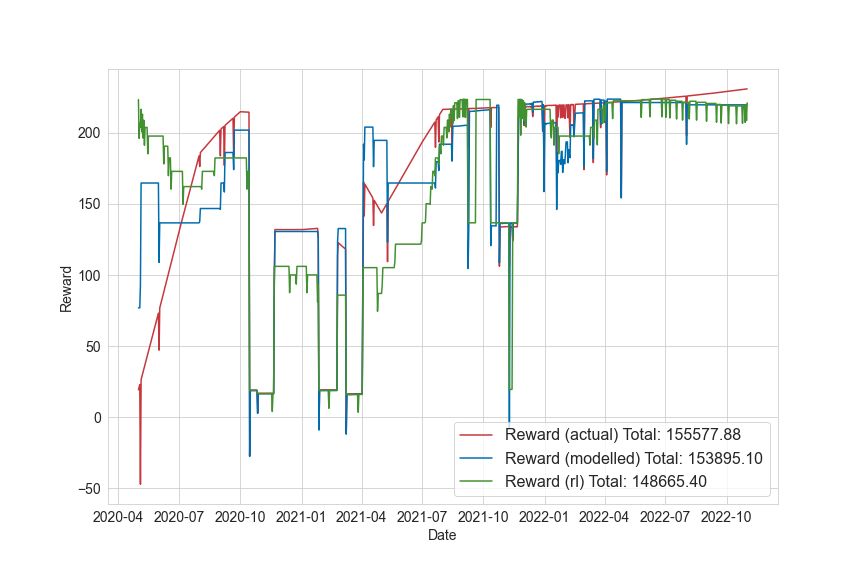 200
150
100
50
0
−50
Reward
Reward (actual) Total: 155577.88
Reward (modelled) Total: 153895.10
Reward (rl) Total: 148665.40
2020-04 2020-07 2020-10 2021-01 2021-04 2021-07 2021-10 2022-01 2022-04 2022-07 2022-10
Date